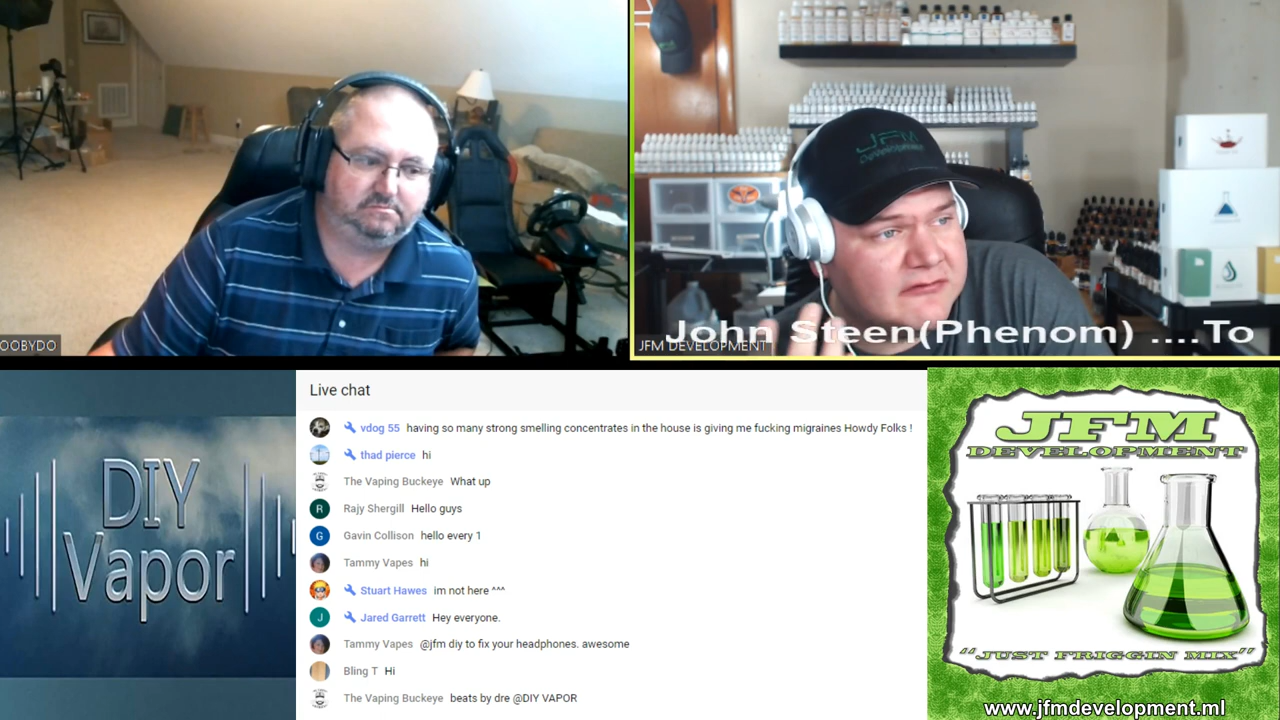 JFM
Development
OOBYDO
JFM DEVELOPMENT
John Steen(Phenom) ....To
DIY
Vapor
Live chat
vdog 55 having so many strong smelling concentrates in the house is giving me fucking migraines Howdy Folks !
thad pierce hi
The Vaping Buckeye What up
R Rajy Shergill Hello guys
G Gavin Collison hello every 1
Tammy Vapes hi
Stuart Hawes im not here ^^^
J Jared Garrett Hey everyone.
Tammy Vapes @jfm diy to fix your headphones. awesome
Bling T Hi
The Vaping Buckeye beats by dre @DIY VAPOR
JFM
DEVELOPMENT
"JUST FRIGGIN MIX"
www.jfmdevelopment.ml